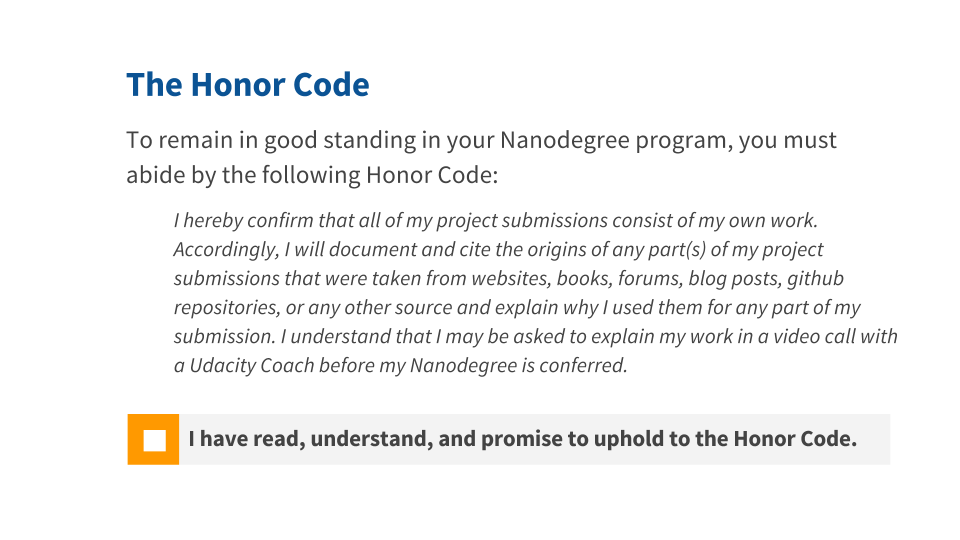 The Honor Code
To remain in good standing in your Nanodegree program, you must
abide by the following Honor Code:
I hereby confirm that all of my project submissions consist of my own work.
Accordingly, I will document and cite the origins of any part(s) of my project
submissions that were taken from websites, books, forums, blog posts, github
repositories, or any other source and explain why I used them for any part of my
submission. I understand that I may be asked to explain my work in a video call with
a Udacity Coach before my Nanodegree is conferred.
I have read, understand, and promise to uphold to the Honor Code.